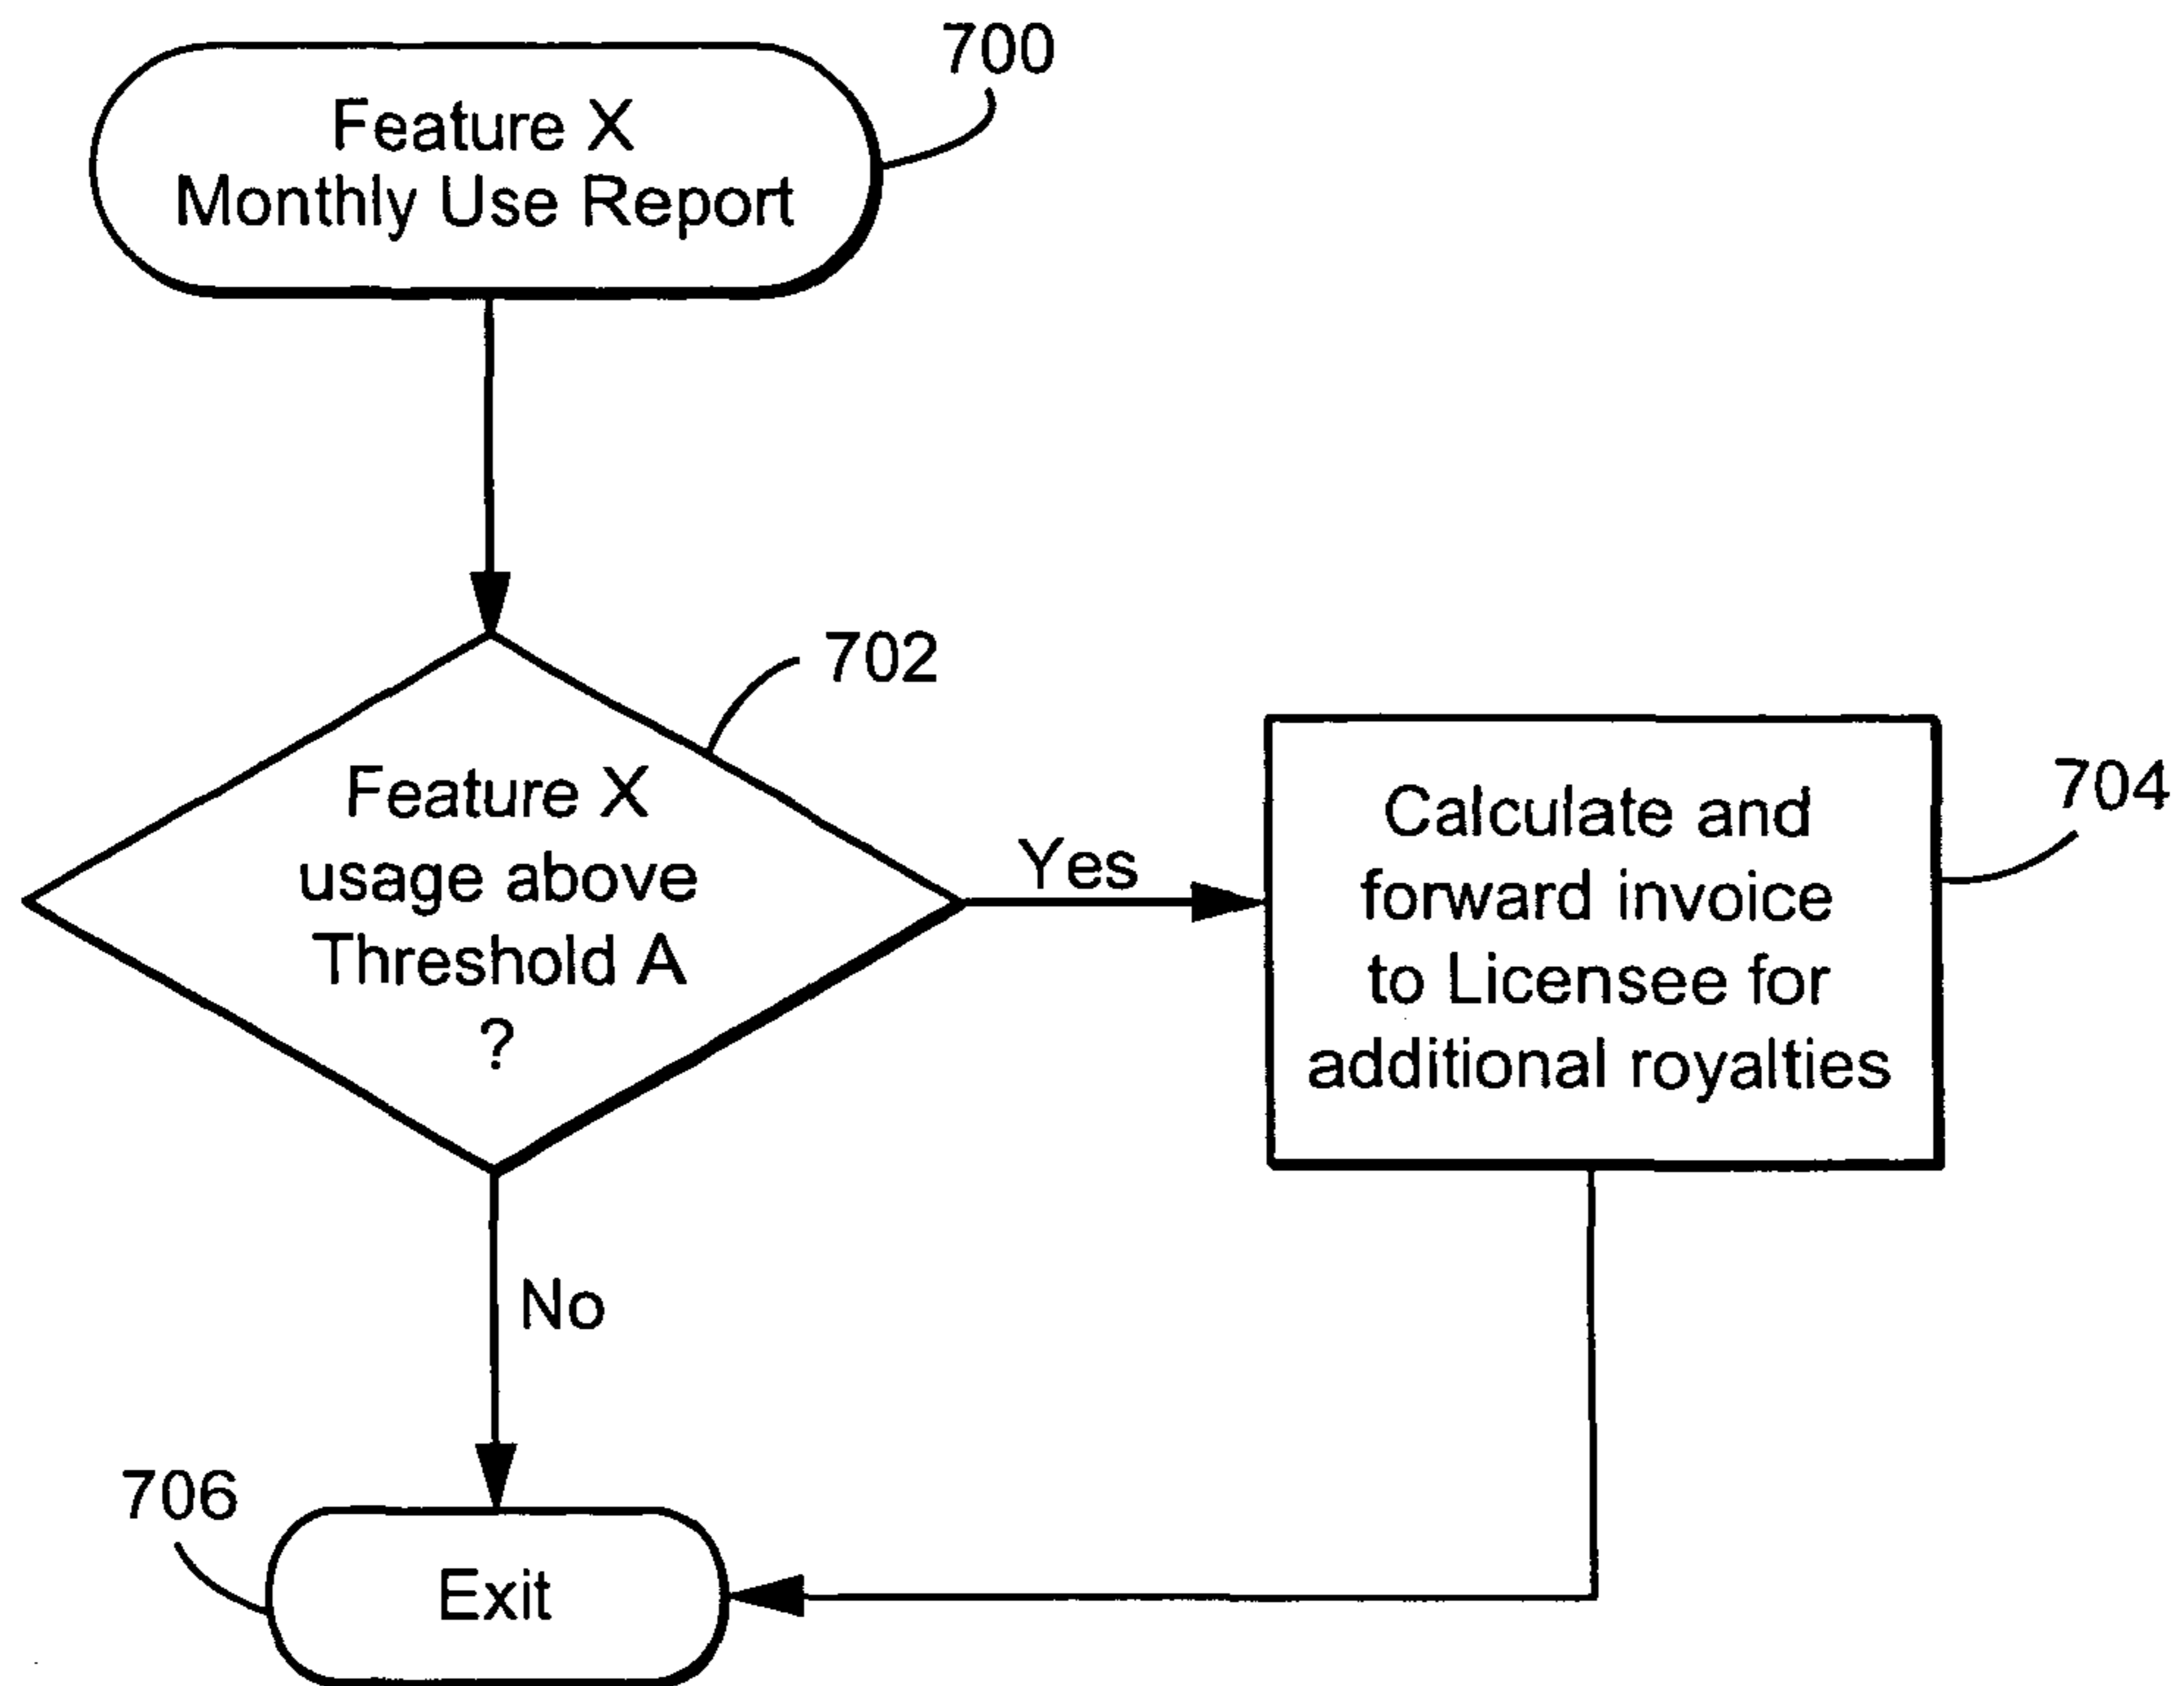 700
Feature X
Monthly Use Report
702
Feature X
usage above
Threshold A
?
Yes
704
Calculate and
forward invoice
to Licensee for
additional royalties
No
706
Exit